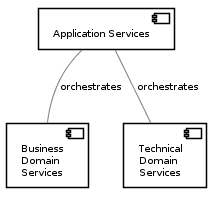 Application Services
orchestrates orchestrates
Business
Domain
Services
Technical
Domain
Services